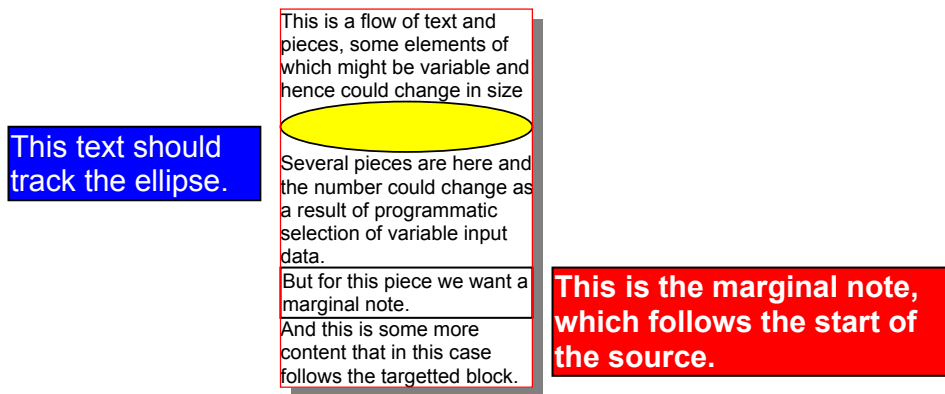 This is a flow of text and
pieces, some elements of
which might be variable and
hence could change in size
This text should
track the ellipse.
Several pieces are here and
the number could change as
a result of programmatic
selection of variable input
data.
But for this piece we want a
marginal note.
This is the marginal note,
which follows the start of
the source.
And this is some more
content that in this case
follows the targetted block.